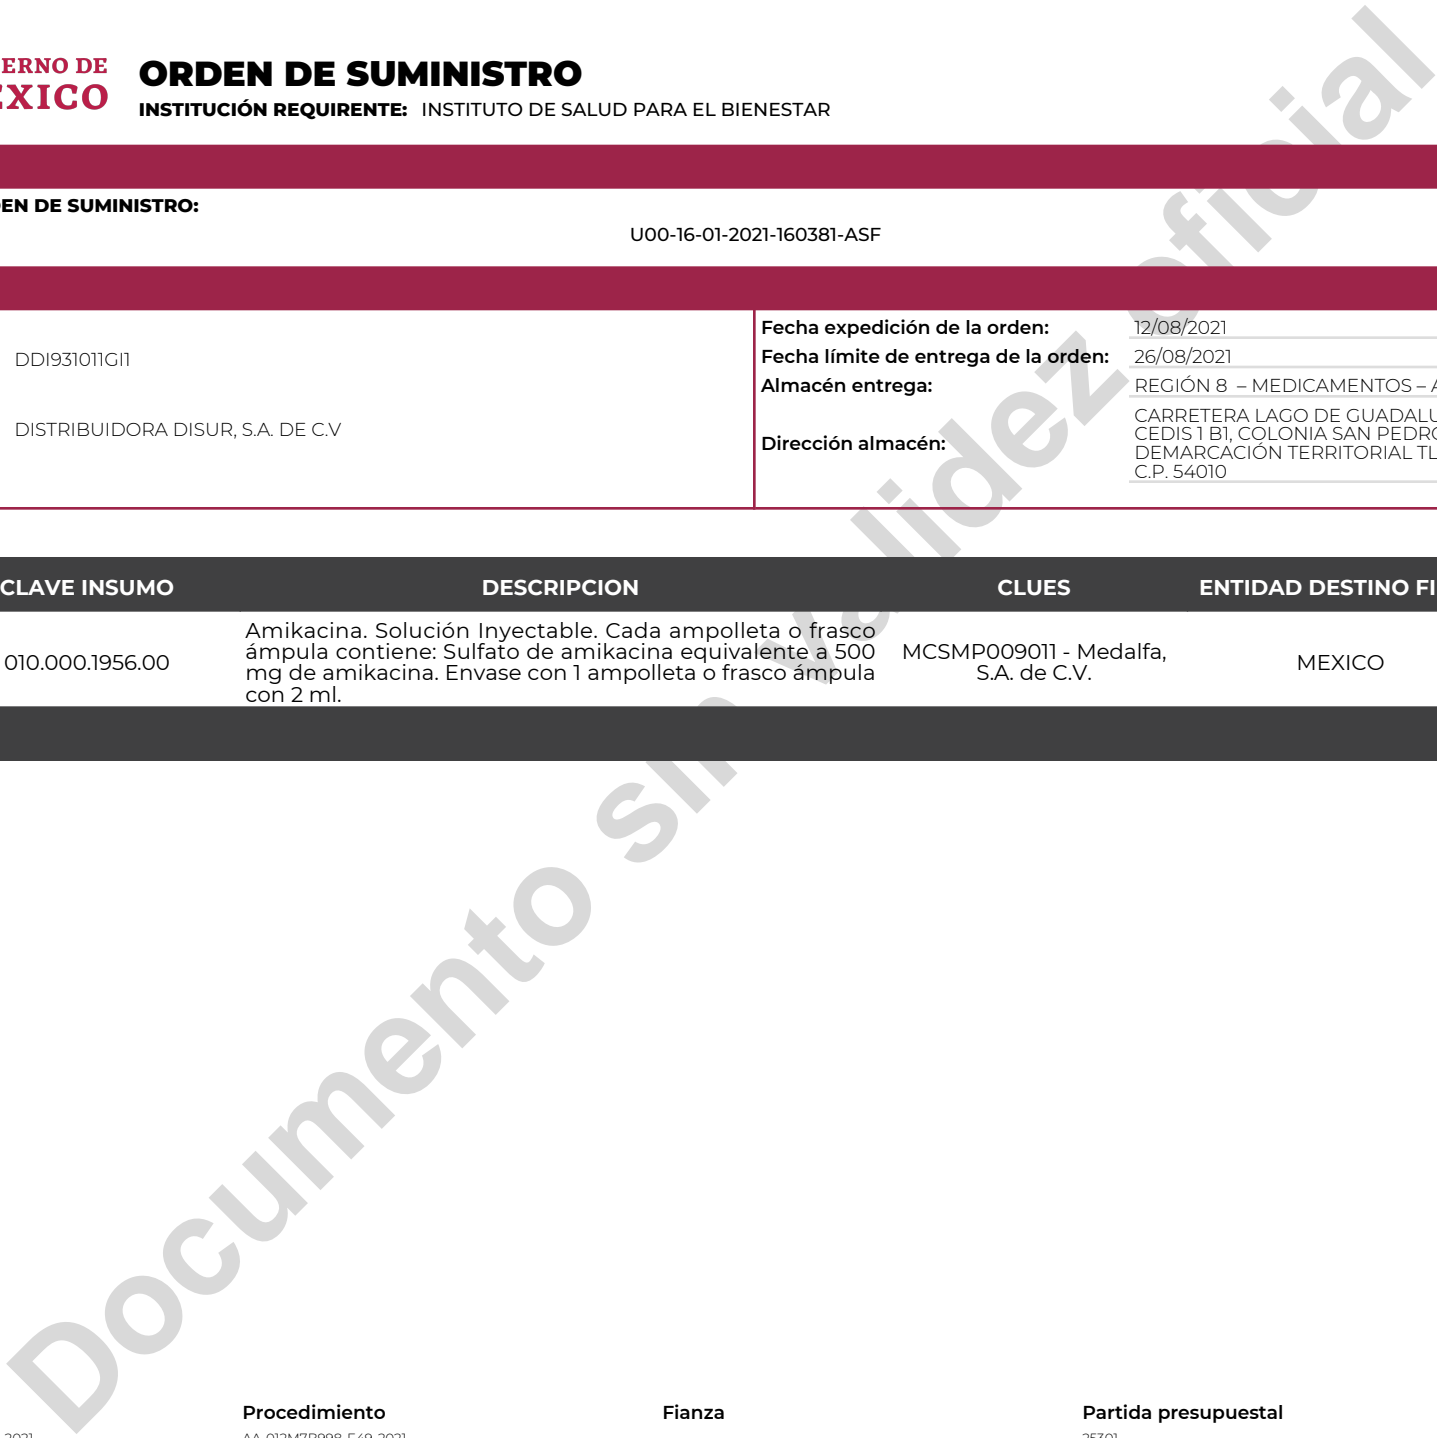 ERNO DE
ORDEN DE SUMINISTRO
INSTITUCIÓN REQUIRENTE: INSTITUTO DE SALUD PARA EL BIENESTAR
EN DE SUMINISTRO:
U00-16-01-2021-160381-ASF
DDI931011GI1
DISTRIBUIDORA DISUR, S.A. DE C.V
Fecha expedición de la orden: 12/08/2021
Fecha límite de entrega de la orden: 26/08/2021
Almacén entrega: REGIÓN 8 – MEDICAMENTOS – A
Dirección almacén:
CARRETERA LAGO DE GUADALU
CEDIS 1 B1, COLONIA SAN PEDRO
DEMARCACIÓN TERRITORIAL TL
C.P. 54010
CLAVE INSUMO DESCRIPCION CLUES ENTIDAD DESTINO FI
010.000.1956.00
Amikacina. Solución Inyectable. Cada ampolleta o frasco
ámpula contiene: Sulfato de amikacina equivalente a 500
mg de amikacina. Envase con 1 ampolleta o frasco ámpula
con 2 ml.
MCSMP009011 - Medalfa,
S.A. de C.V.
MEXICO
Documento sin validez oficial
Procedimiento Fianza Partida presupuestal